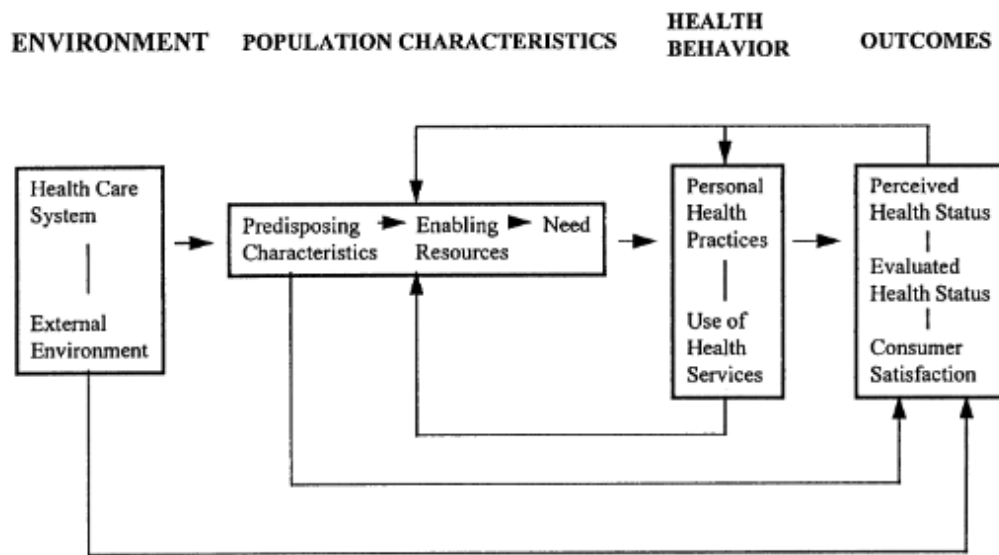 ENVIRONMENT
POPULATION CHARACTERISTICS
HEALTH
BEHAVIOR
OUTCOMES
Health Care
System
External
Environment
Predisposing
Characteristics
Enabling
Resources
Need
Personal
Health
Practices
Use of
Health
Services
Perceived
Health Status
Evaluated
Health Status
Consumer
Satisfaction